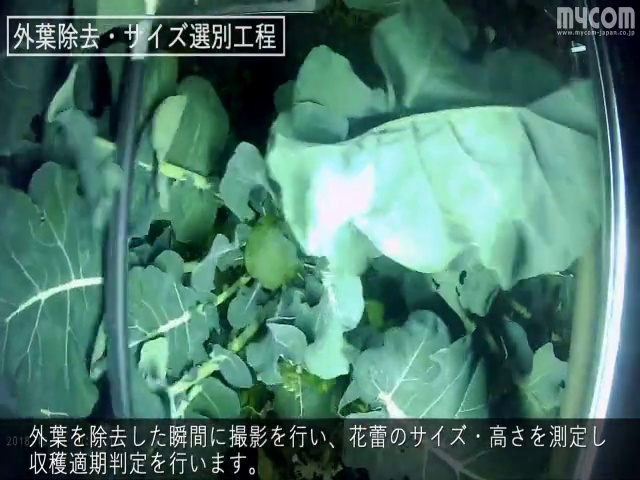 外葉除去・サイズ選別工程
mycom
www.mycom-japan.co.jp
外葉を除去した瞬間に撮影を行い、花蕾のサイズ・高さを測定し
収穫適期判定を行います。
2018